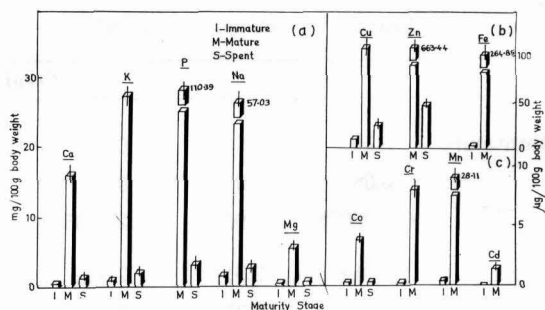 I-Immature
M-Mature
S-Spent
(a)
(b)
(c)
mg/100g body weight
30
20
10
0
Ca
K
P
110·39
Na
57·03
Mg
I M S
I M S
M S
I M S
I M S
Cu
Zn
663·44
Fe
264·85
100
50
0
I M S
M S
I M
µg/100g body weight
Co
Cr
Mn
28·11
Cd
10
5
0
I M S
I M
I M
I M
Maturity Stage